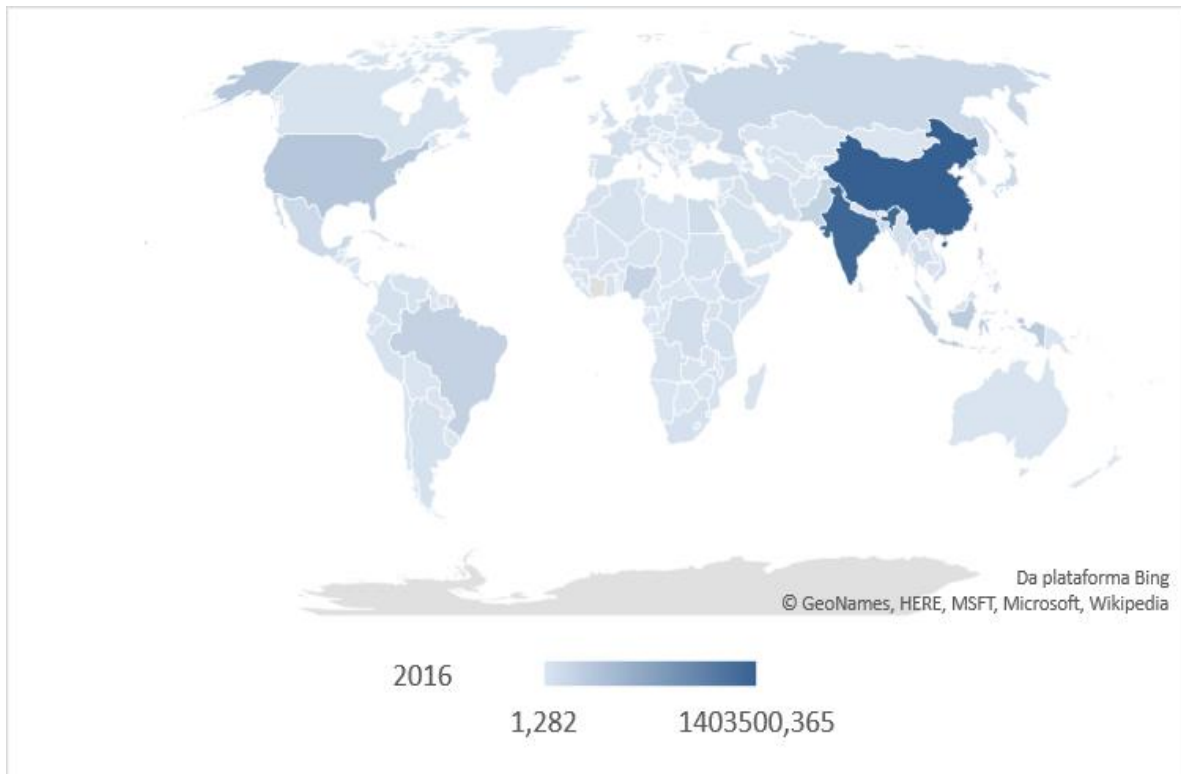 Da plataforma Bing
© GeoNames, HERE, MSFT, Microsoft, Wikipedia
2016
1,282
1403500,365